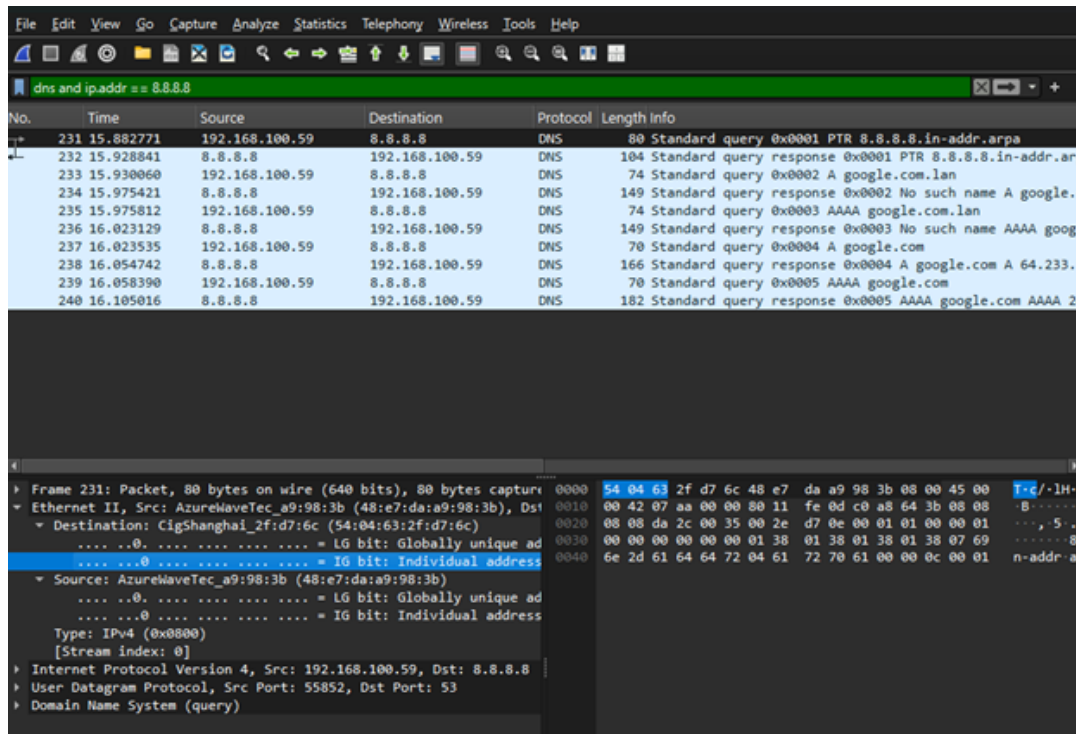 File Edit View Go Capture Analyze Statistics Telephony Wireless Tools Help
dns and ip.addr == 8.8.8.8
No. Time Source Destination Protocol Length Info
231 15.882771 192.168.100.59 8.8.8.8 DNS 80 Standard query 0x0001 PTR 8.8.8.8.in-addr.arpa
232 15.928841 8.8.8.8 192.168.100.59 DNS 104 Standard query response 0x0001 PTR 8.8.8.8.in-addr.ar
233 15.930060 192.168.100.59 8.8.8.8 DNS 74 Standard query 0x0002 A google.com.lan
234 15.975421 8.8.8.8 192.168.100.59 DNS 149 Standard query response 0x0002 No such name A google.
235 15.975812 192.168.100.59 8.8.8.8 DNS 74 Standard query 0x0003 AAAA google.com.lan
236 16.023129 8.8.8.8 192.168.100.59 DNS 149 Standard query response 0x0003 No such name AAAA goog
237 16.023535 192.168.100.59 8.8.8.8 DNS 70 Standard query 0x0004 A google.com
238 16.054742 8.8.8.8 192.168.100.59 DNS 166 Standard query response 0x0004 A google.com A 64.233.
239 16.058390 192.168.100.59 8.8.8.8 DNS 70 Standard query 0x0005 AAAA google.com
240 16.105016 8.8.8.8 192.168.100.59 DNS 182 Standard query response 0x0005 AAAA google.com AAAA 2
Frame 231: Packet, 80 bytes on wire (640 bits), 80 bytes capture
Ethernet II, Src: AzureWaveTec_a9:98:3b (48:e7:da:a9:98:3b), Dst
Destination: CigShanghai_2f:d7:6c (54:04:63:2f:d7:6c)
.... ..0. .... .... .... .... = LG bit: Globally unique ad
.... ...0 .... .... .... .... = IG bit: Individual address
Source: AzureWaveTec_a9:98:3b (48:e7:da:a9:98:3b)
.... ..0. .... .... .... .... = LG bit: Globally unique ad
.... ...0 .... .... .... .... = IG bit: Individual address
Type: IPv4 (0x0800)
[Stream index: 0]
Internet Protocol Version 4, Src: 192.168.100.59, Dst: 8.8.8.8
User Datagram Protocol, Src Port: 55852, Dst Port: 53
Domain Name System (query)
0000 54 04 63 2f d7 6c 48 e7 da a9 98 3b 08 00 45 00 T·c/·lH·
0010 00 42 07 aa 00 00 80 11 fe 0d c0 a8 64 3b 08 08 ·B······
0020 08 08 da 2c 00 35 00 2e d7 0e 00 01 01 00 00 01 ···,·5·.
0030 00 00 00 00 00 00 01 38 01 38 01 38 01 38 07 69 ·······8
0040 6e 2d 61 64 64 72 04 61 72 70 61 00 00 0c 00 01 n-addr·a